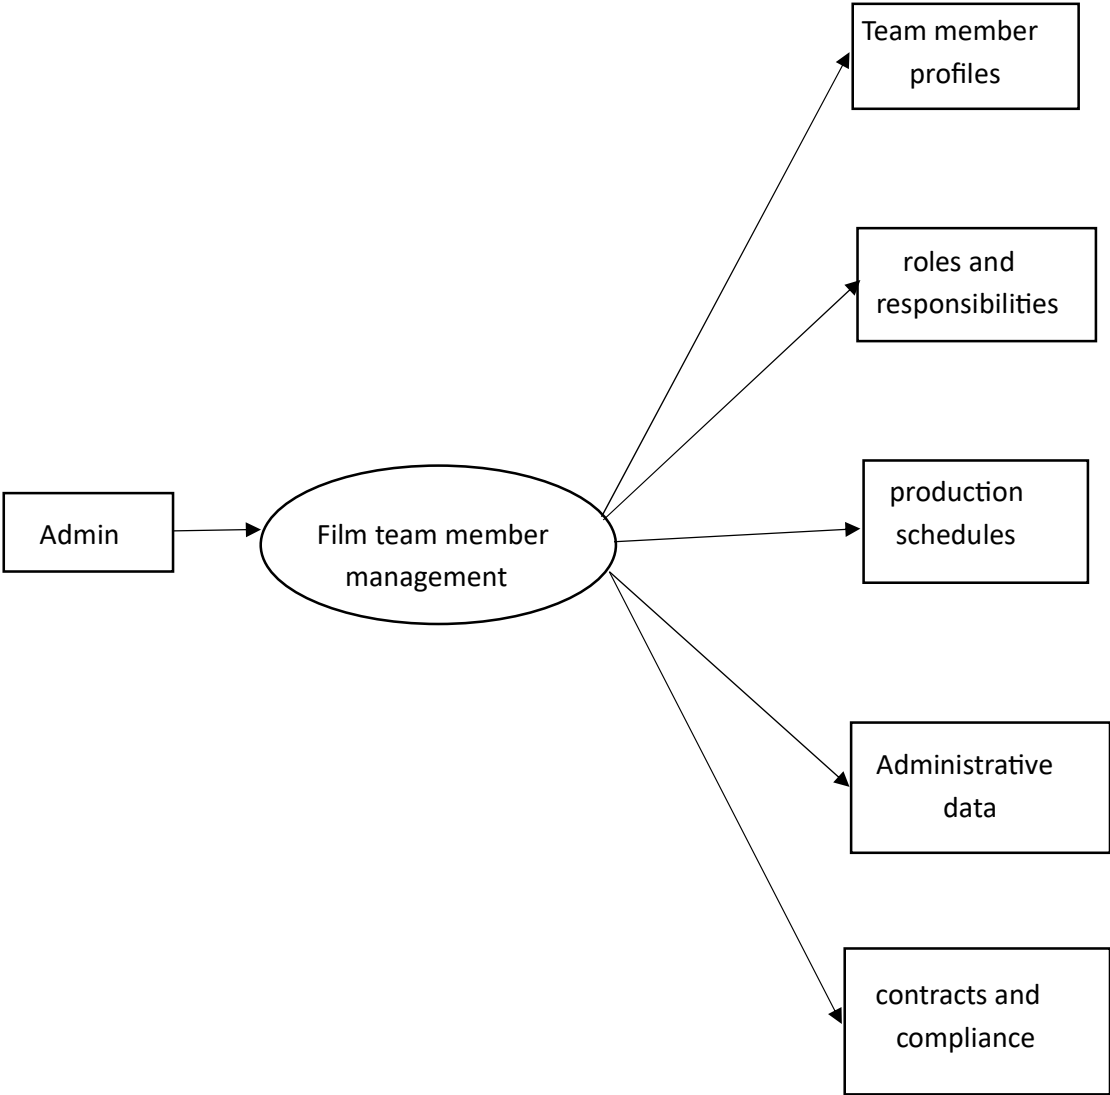 Team member
profiles
roles and
responsibilities
production
schedules
Admin
Film team member
management
Administrative
data
contracts and
compliance